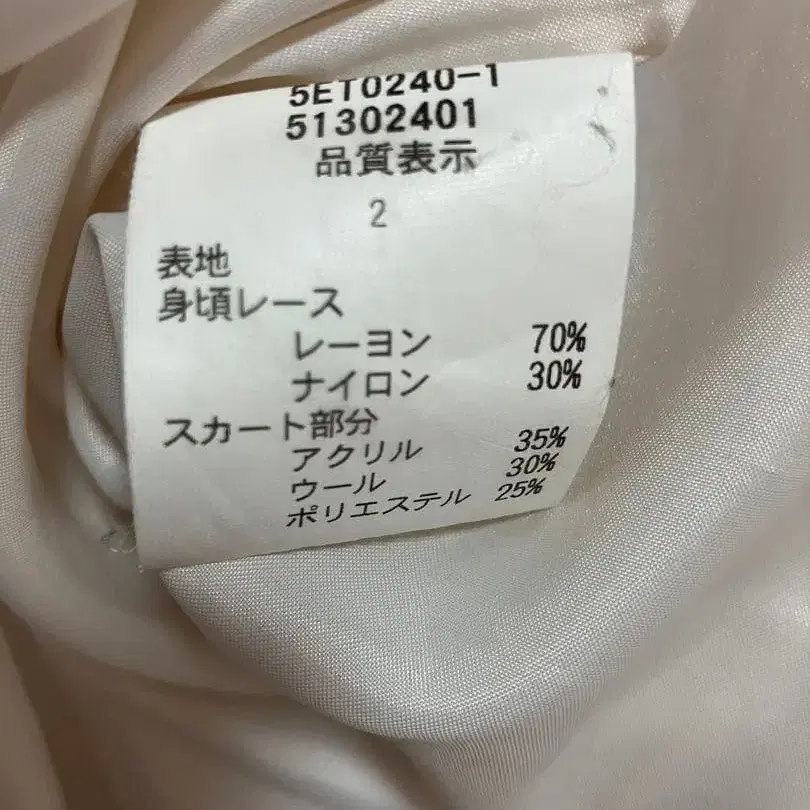 5ET0240-1
51302401
品質表示
2
表地
身頃レース
レーヨン 70%
ナイロン 30%
スカート部分
アクリル 35%
ウール 30%
ポリエステル 25%